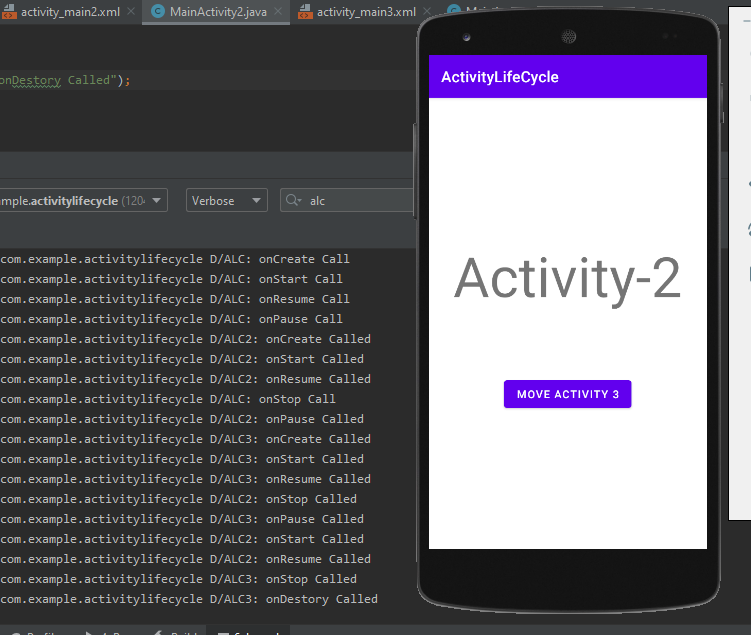 activity_main2.xml MainActivity2.java activity_main3.xml
onDestory Called");
mple.activitylifecycle (120 Verbose alc
com.example.activitylifecycle D/ALC: onCreate Call
com.example.activitylifecycle D/ALC: onStart Call
com.example.activitylifecycle D/ALC: onResume Call
com.example.activitylifecycle D/ALC: onPause Call
com.example.activitylifecycle D/ALC2: onCreate Called
com.example.activitylifecycle D/ALC2: onStart Called
com.example.activitylifecycle D/ALC2: onResume Called
com.example.activitylifecycle D/ALC: onStop Call
com.example.activitylifecycle D/ALC2: onPause Called
com.example.activitylifecycle D/ALC3: onCreate Called
com.example.activitylifecycle D/ALC3: onStart Called
com.example.activitylifecycle D/ALC3: onResume Called
com.example.activitylifecycle D/ALC2: onStop Called
com.example.activitylifecycle D/ALC3: onPause Called
com.example.activitylifecycle D/ALC2: onStart Called
com.example.activitylifecycle D/ALC2: onResume Called
com.example.activitylifecycle D/ALC3: onStop Called
com.example.activitylifecycle D/ALC3: onDestory Called
ActivityLifeCycle
Activity-2
MOVE ACTIVITY 3